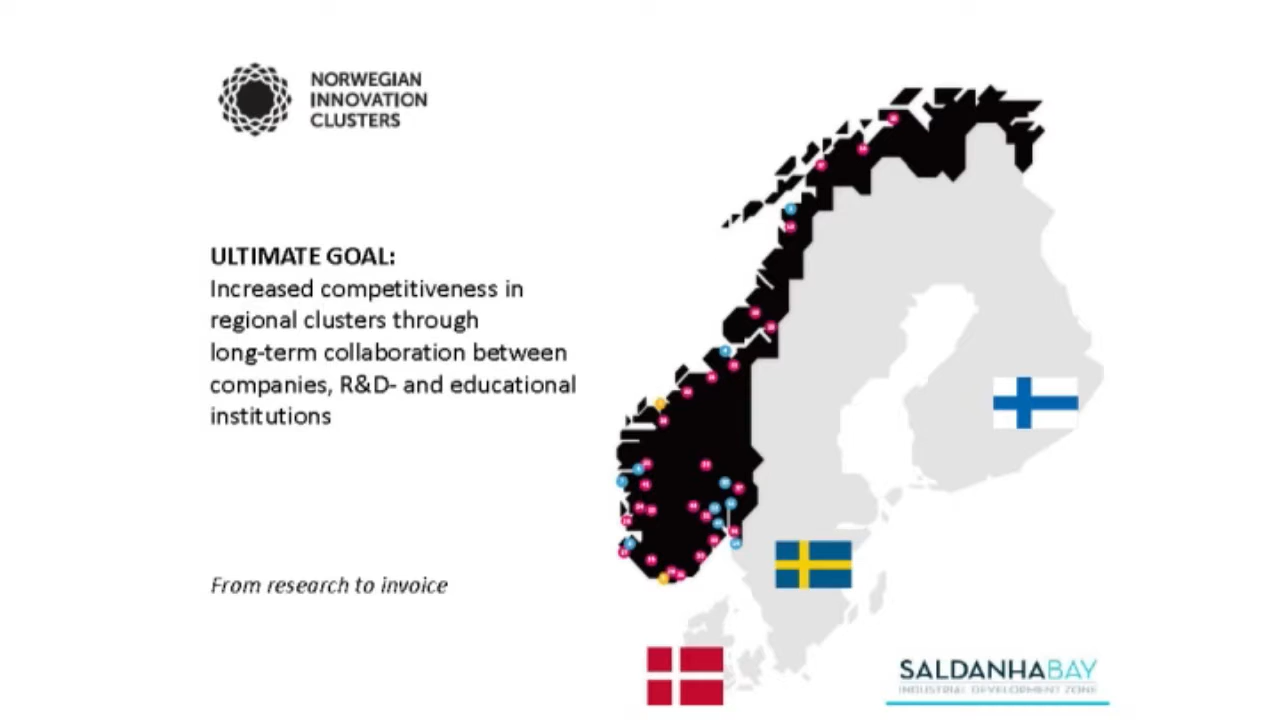 NORWEGIAN
INNOVATION
CLUSTERS
ULTIMATE GOAL:
Increased competitiveness in
regional clusters through
long-term collaboration between
companies, R&D- and educational
institutions
From research to invoice
SALDANHABAY
INDUSTRIAL DEVELOPMENT ZONE